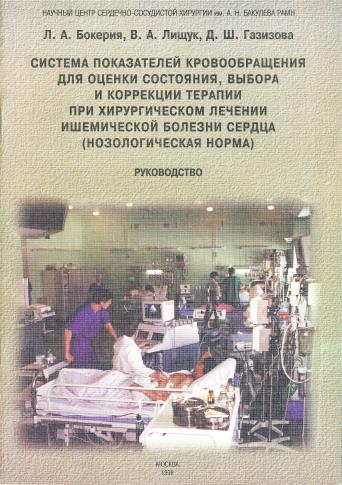 НАУЧНЫЙ ЦЕНТР СЕРДЕЧНО-СОСУДИСТОЙ ХИРУРГИИ им. А. Н. БАКУЛЕВА РАМН
Л. А. Бокерия, В. А. Лищук, Д. Ш. Газизова
СИСТЕМА ПОКАЗАТЕЛЕЙ КРОВООБРАЩЕНИЯ
ДЛЯ ОЦЕНКИ СОСТОЯНИЯ, ВЫБОРА
И КОРРЕКЦИИ ТЕРАПИИ
ПРИ ХИРУРГИЧЕСКОМ ЛЕЧЕНИИ
ИШЕМИЧЕСКОЙ БОЛЕЗНИ СЕРДЦА
(НОЗОЛОГИЧЕСКАЯ НОРМА)
РУКОВОДСТВО
МОСКВА
1998